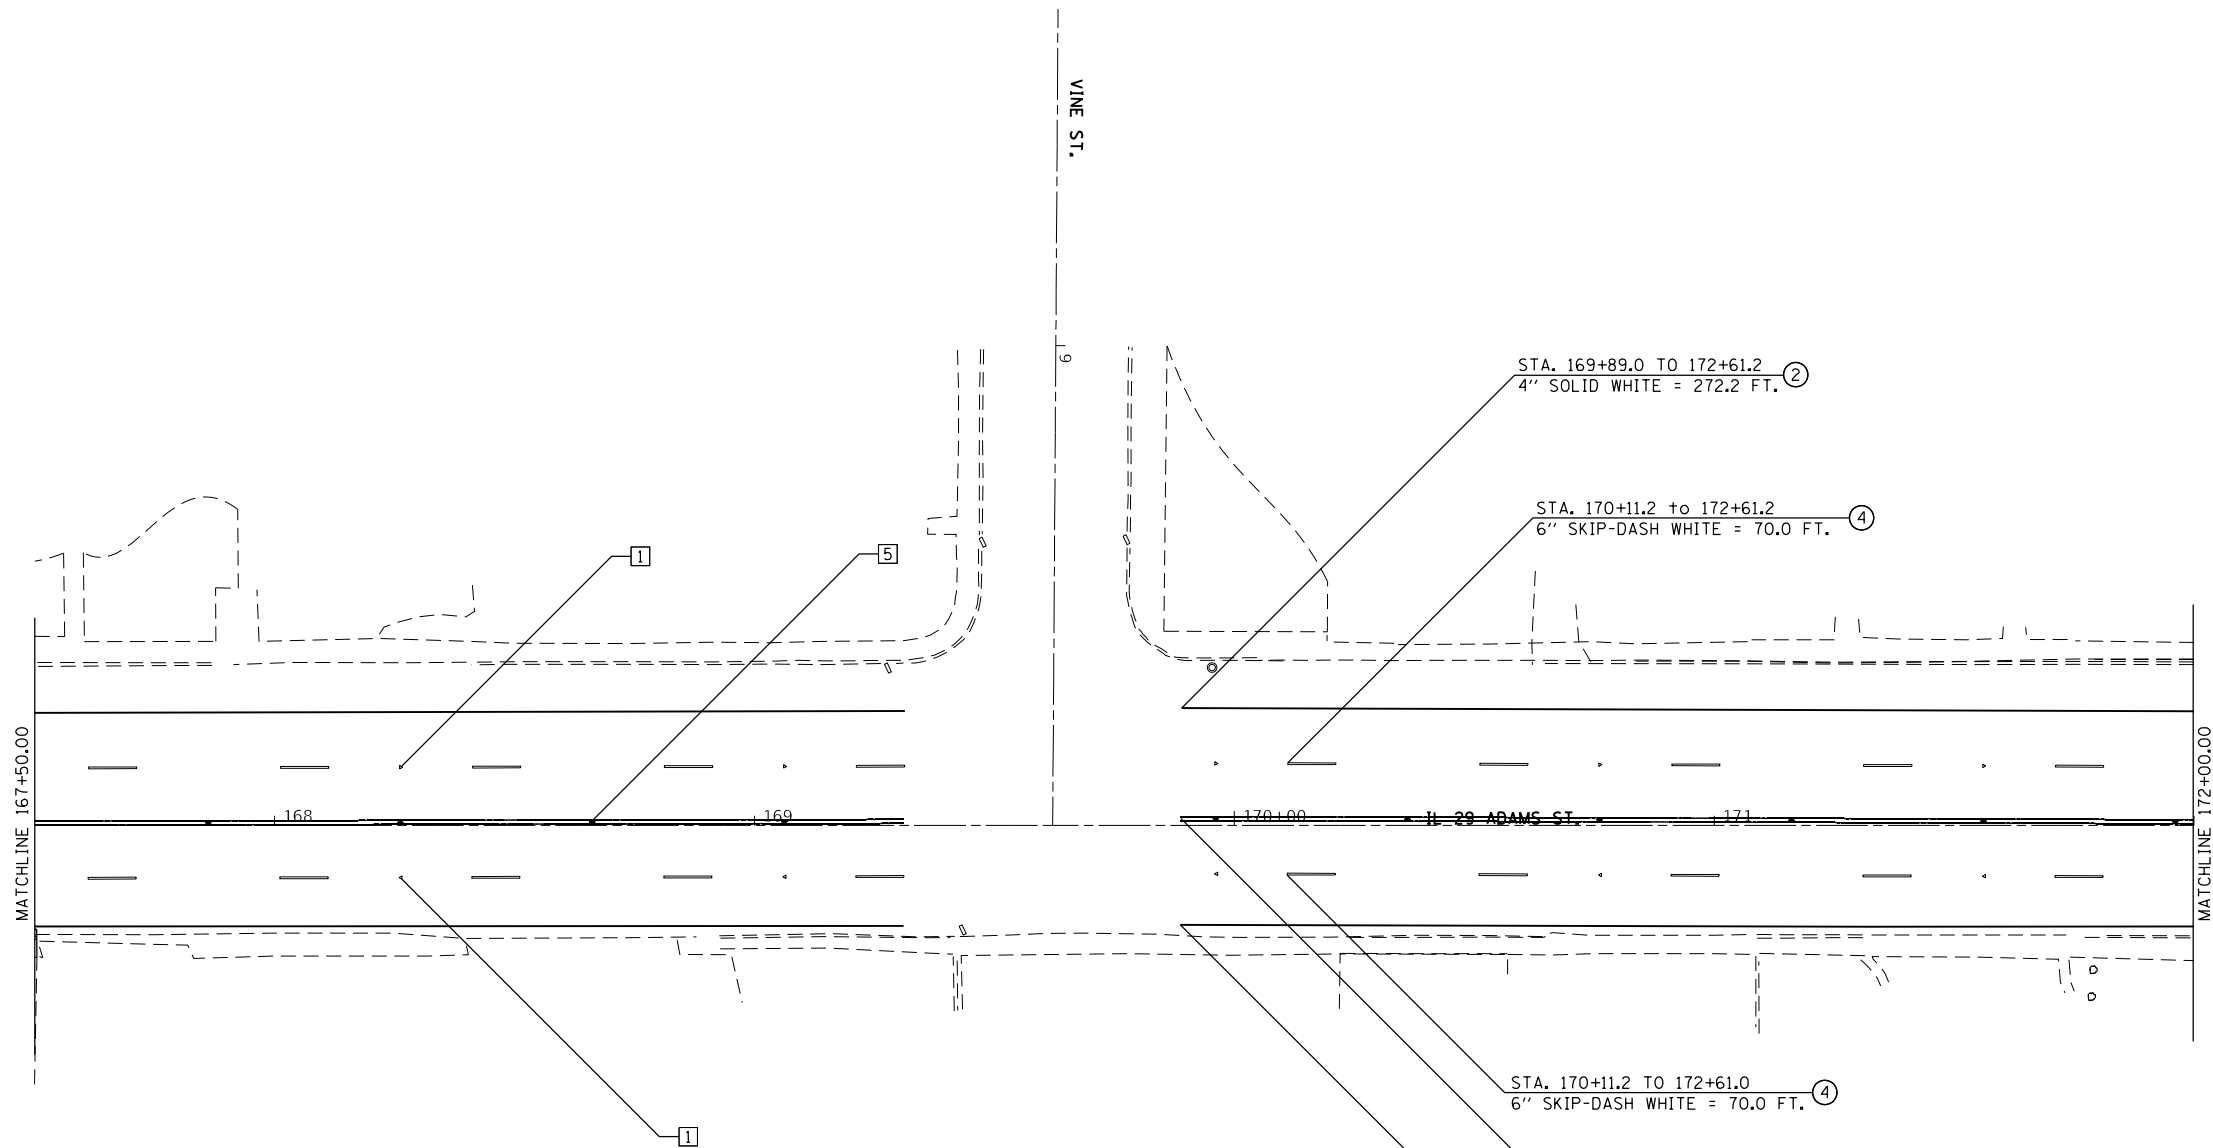 VINE ST.
9
STA. 169+89.0 TO 172+61.2
4'' SOLID WHITE = 272.2 FT.
2
STA. 170+11.2 to 172+61.2
6'' SKIP-DASH WHITE = 70.0 FT.
4
1
5
MATCHLINE 167+50.00
168
169
170+00
IL 29 ADAMS ST.
171
MATCHLINE 172+00.00
STA. 170+11.2 TO 172+61.0
6'' SKIP-DASH WHITE = 70.0 FT.
4
1